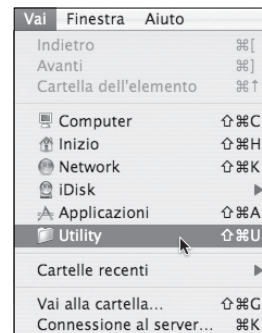 Vai Finestra Aiuto
Indietro ⌘[
Avanti ⌘]
Cartella dell'elemento ⌘↑
Computer ⇧⌘C
Inizio ⇧⌘H
Network ⇧⌘K
iDisk ▶
Applicazioni ⇧⌘A
Utility ⇧⌘U
Cartelle recenti ▶
Vai alla cartella... ⇧⌘G
Connessione al server... ⌘K